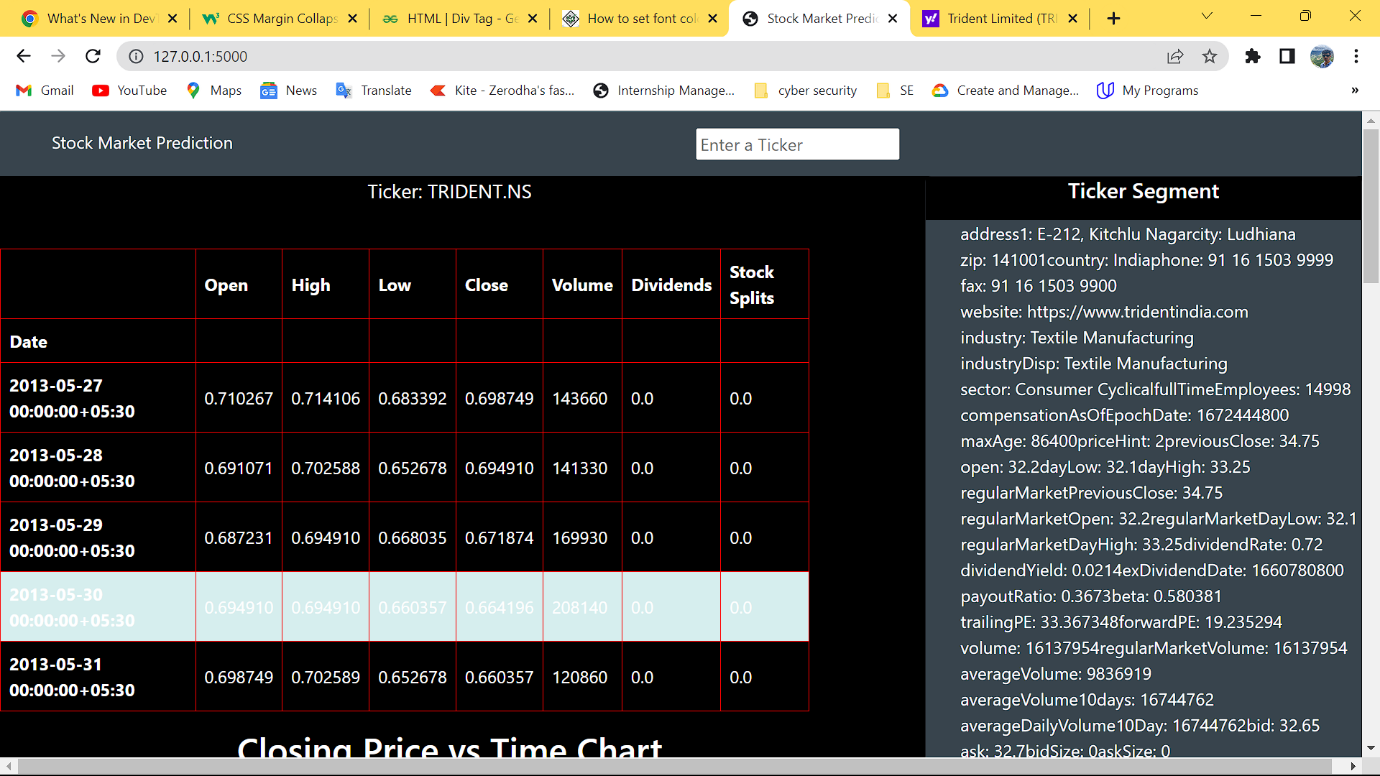 What's New in DevT
CSS Margin Collaps
HTML | Div Tag - Ge
How to set font col
Stock Market Predic
Trident Limited (TRI
127.0.0.1:5000
Gmail
YouTube
Maps
News
Translate
Kite - Zerodha's fas...
Internship Manage...
cyber security
SE
Create and Manage...
My Programs
»
Stock Market Prediction
Enter a Ticker
Ticker: TRIDENT.NS
Open High Low Close Volume Dividends Stock
Splits
Date
2013-05-27
00:00:00+05:30 0.710267 0.714106 0.683392 0.698749 143660 0.0 0.0
2013-05-28
00:00:00+05:30 0.691071 0.702588 0.652678 0.694910 141330 0.0 0.0
2013-05-29
00:00:00+05:30 0.687231 0.694910 0.668035 0.671874 169930 0.0 0.0
2013-05-30
00:00:00+05:30 0.694910 0.694910 0.660357 0.664196 208140 0.0 0.0
2013-05-31
00:00:00+05:30 0.698749 0.702589 0.652678 0.660357 120860 0.0 0.0
Closing Price vs Time Chart
Ticker Segment
address1: E-212, Kitchlu Nagarcity: Ludhiana
zip: 141001country: Indiaphone: 91 16 1503 9999
fax: 91 16 1503 9900
website: https://www.tridentindia.com
industry: Textile Manufacturing
industryDisp: Textile Manufacturing
sector: Consumer CyclicalfullTimeEmployees: 14998
compensationAsOfEpochDate: 1672444800
maxAge: 86400priceHint: 2previousClose: 34.75
open: 32.2dayLow: 32.1dayHigh: 33.25
regularMarketPreviousClose: 34.75
regularMarketOpen: 32.2regularMarketDayLow: 32.1
regularMarketDayHigh: 33.25dividendRate: 0.72
dividendYield: 0.0214exDividendDate: 1660780800
payoutRatio: 0.3673beta: 0.580381
trailingPE: 33.367348forwardPE: 19.235294
volume: 16137954regularMarketVolume: 16137954
averageVolume: 9836919
averageVolume10days: 16744762
averageDailyVolume10Day: 16744762bid: 32.65
ask: 32.7bidSize: 0askSize: 0